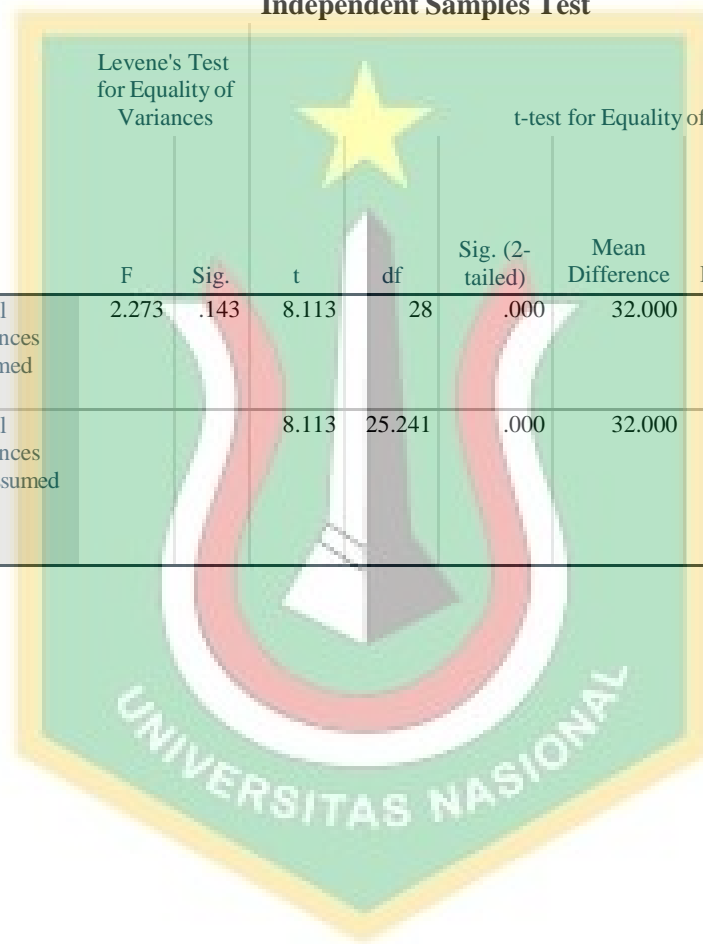 Independent Samples Test
Levene's Test
for Equality of
Variances
t-test for Equality of
F Sig. t df Sig. (2-
tailed) Mean
Difference
2.273 .143 8.113 28 .000 32.000
8.113 25.241 .000 32.000
UNIVERSITAS NASIONAL